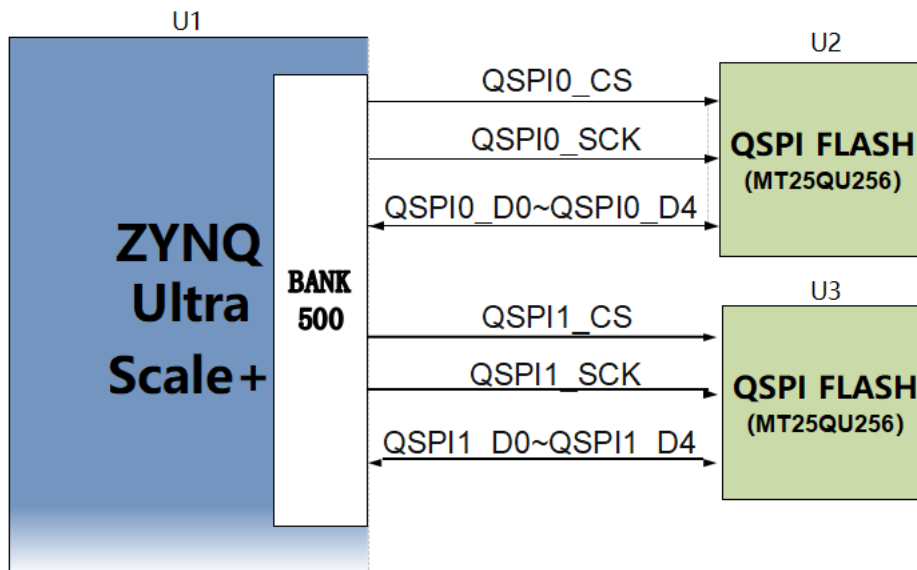 U1
ZYNQ
Ultra
Scale+
BANK
500
QSPI0_CS
QSPI0_SCK
QSPI0_D0~QSPI0_D4
QSPI1_CS
QSPI1_SCK
QSPI1_D0~QSPI1_D4
U2
QSPI FLASH
(MT25QU256)
U3
QSPI FLASH
(MT25QU256)